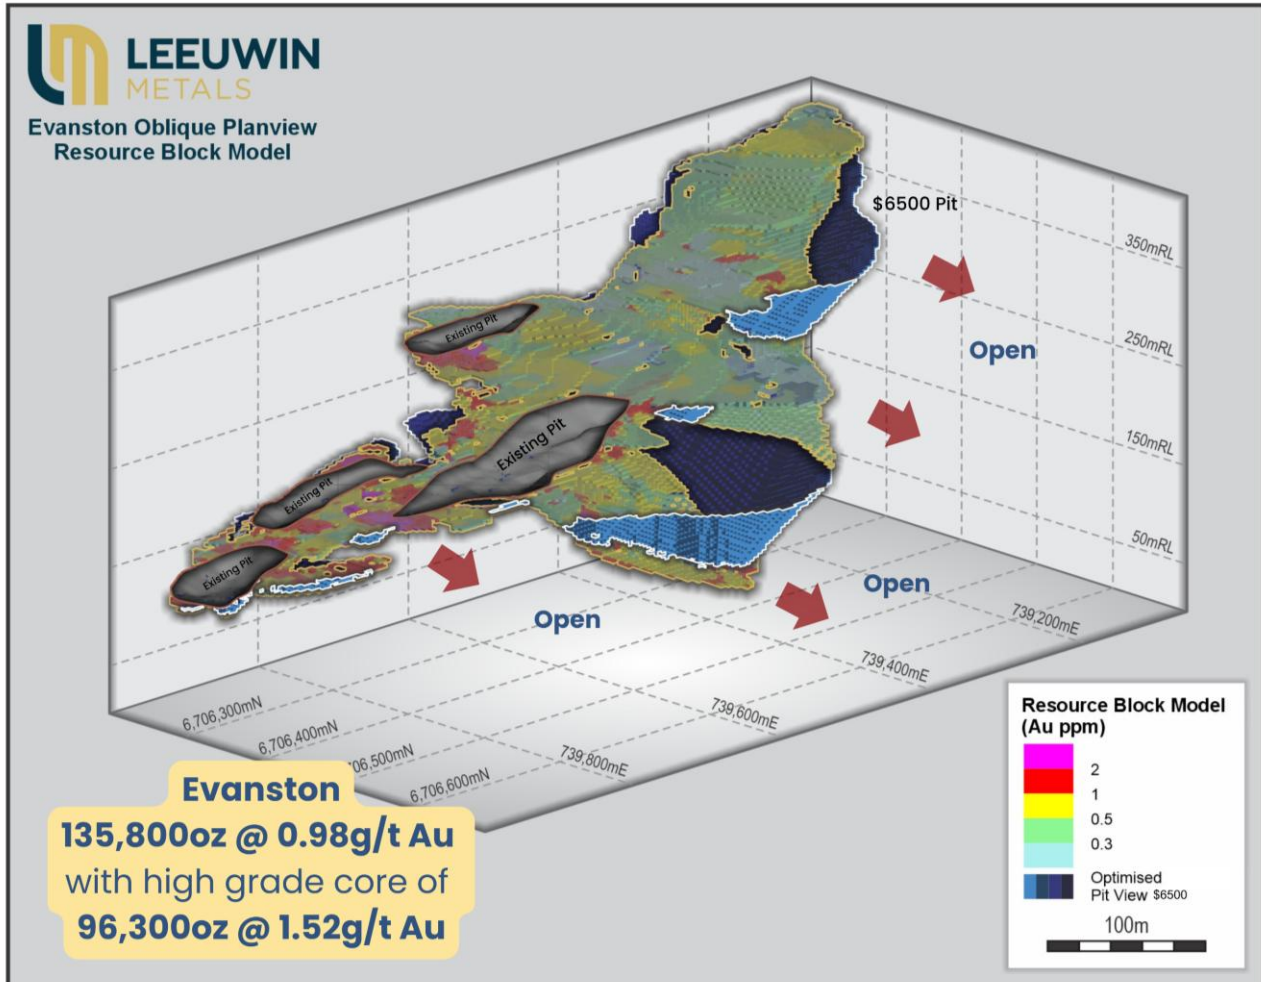 LEEUWIN
METALS
Evanston Oblique Planview
Resource Block Model
$6500 Pit
350mRL
Existing Pit
Open
250mRL
Existing Pit
150mRL
Existing Pit
50mRL
Existing Pit
Open
Open
739,200mE
739,400mE
6,706,300mN
739,600mE
6,706,400mN
06,500mN
739,800mE
6,706,600mN
Evanston
135,800oz @ 0.98g/t Au
with high grade core of
96,300oz @ 1.52g/t Au
Resource Block Model
(Au ppm)
2
1
0.5
0.3
Optimised
Pit View $6500
100m